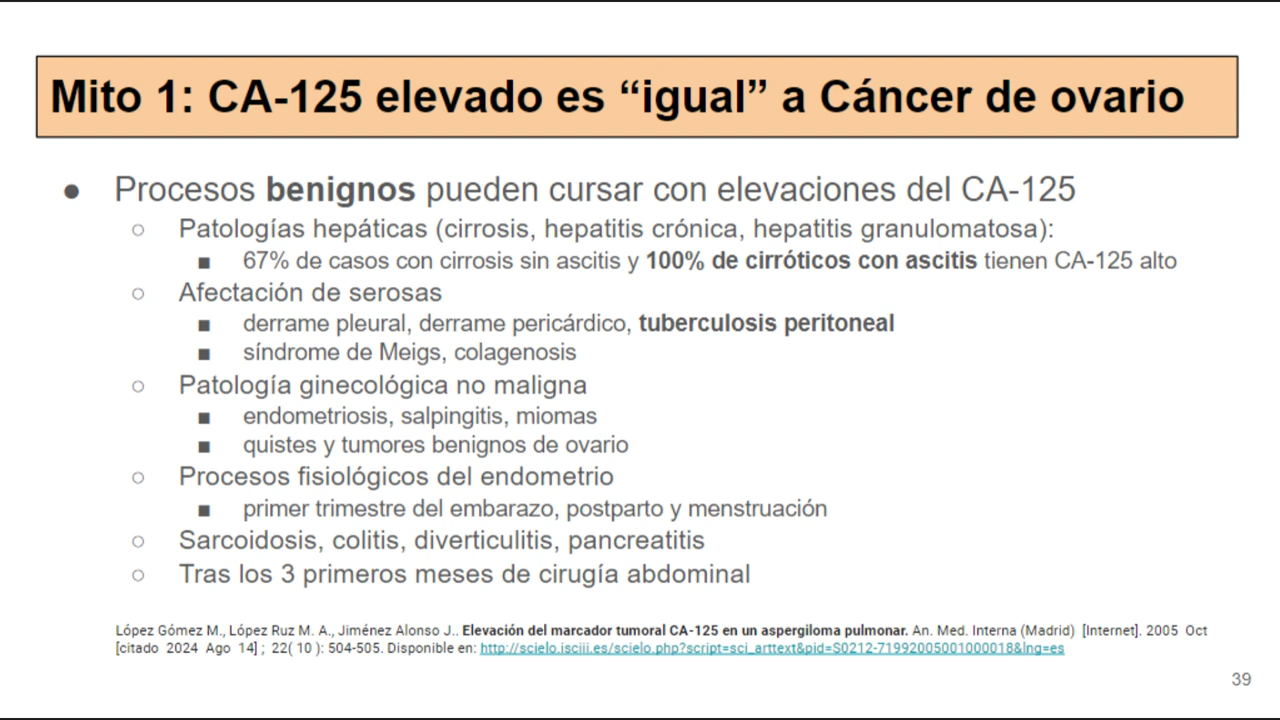 Mito 1: CA-125 elevado es “igual” a Cáncer de ovario
● Procesos benignos pueden cursar con elevaciones del CA-125
○ Patologías hepáticas (cirrosis, hepatitis crónica, hepatitis granulomatosa):
■ 67% de casos con cirrosis sin ascitis y 100% de cirróticos con ascitis tienen CA-125 alto
○ Afectación de serosas
■ derrame pleural, derrame pericárdico, tuberculosis peritoneal
■ síndrome de Meigs, colagenosis
○ Patología ginecológica no maligna
■ endometriosis, salpingitis, miomas
■ quistes y tumores benignos de ovario
○ Procesos fisiológicos del endometrio
■ primer trimestre del embarazo, postparto y menstruación
○ Sarcoidosis, colitis, diverticulitis, pancreatitis
○ Tras los 3 primeros meses de cirugía abdominal
López Gómez M., López Ruz M. A., Jiménez Alonso J.. Elevación del marcador tumoral CA-125 en un aspergiloma pulmonar. An. Med. Interna (Madrid) [Internet]. 2005 Oct
[citado 2024 Ago 14] ; 22( 10 ): 504-505. Disponible en: http://scielo.isciii.es/scielo.php?script=sci_arttext&pid=S0212-71992005001000018&lng=es
39